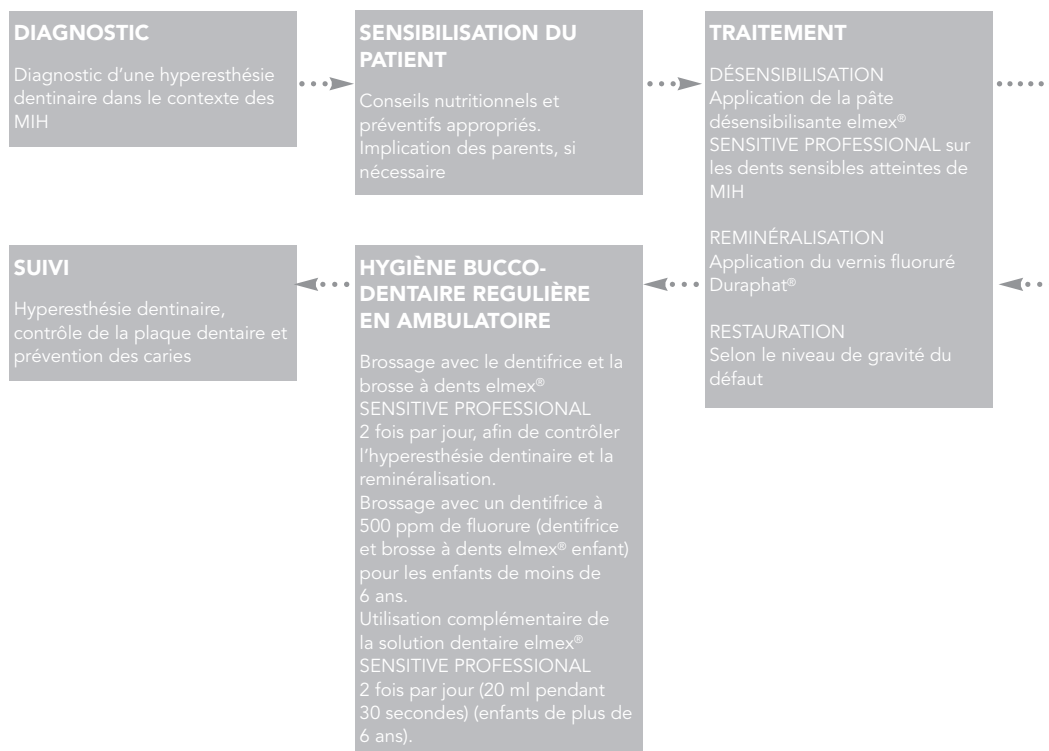 DIAGNOSTIC
Diagnostic d'une hyperesthésie
dentinaire dans le contexte des
MIH
SENSIBILISATION DU
PATIENT
Conseils nutritionnels et
préventifs appropriés.
Implication des parents, si
nécessaire
TRAITEMENT
DÉSENSIBILISATION
Application de la pâte
désensibilisante elmex®
SENSITIVE PROFESSIONAL sur
les dents sensibles atteintes de
MIH
REMINÉRALISATION
Application du vernis fluoruré
Duraphat®
RESTAURATION
Selon le niveau de gravité du
défaut
HYGIÈNE BUCCO-
DENTAIRE REGULIÈRE
EN AMBULATOIRE
Brossage avec le dentifrice et la
brosse à dents elmex®
SENSITIVE PROFESSIONAL
2 fois par jour, afin de contrôler
l'hyperesthésie dentinaire et la
reminéralisation.
Brossage avec un dentifrice à
500 ppm de fluorure (dentifrice
et brosse à dents elmex® enfant)
pour les enfants de moins de
6 ans.
Utilisation complémentaire de
la solution dentaire elmex®
SENSITIVE PROFESSIONAL
2 fois par jour (20 ml pendant
30 secondes) (enfants de plus de
6 ans).
SUIVI
Hyperesthésie dentinaire,
contrôle de la plaque dentaire et
prévention des caries